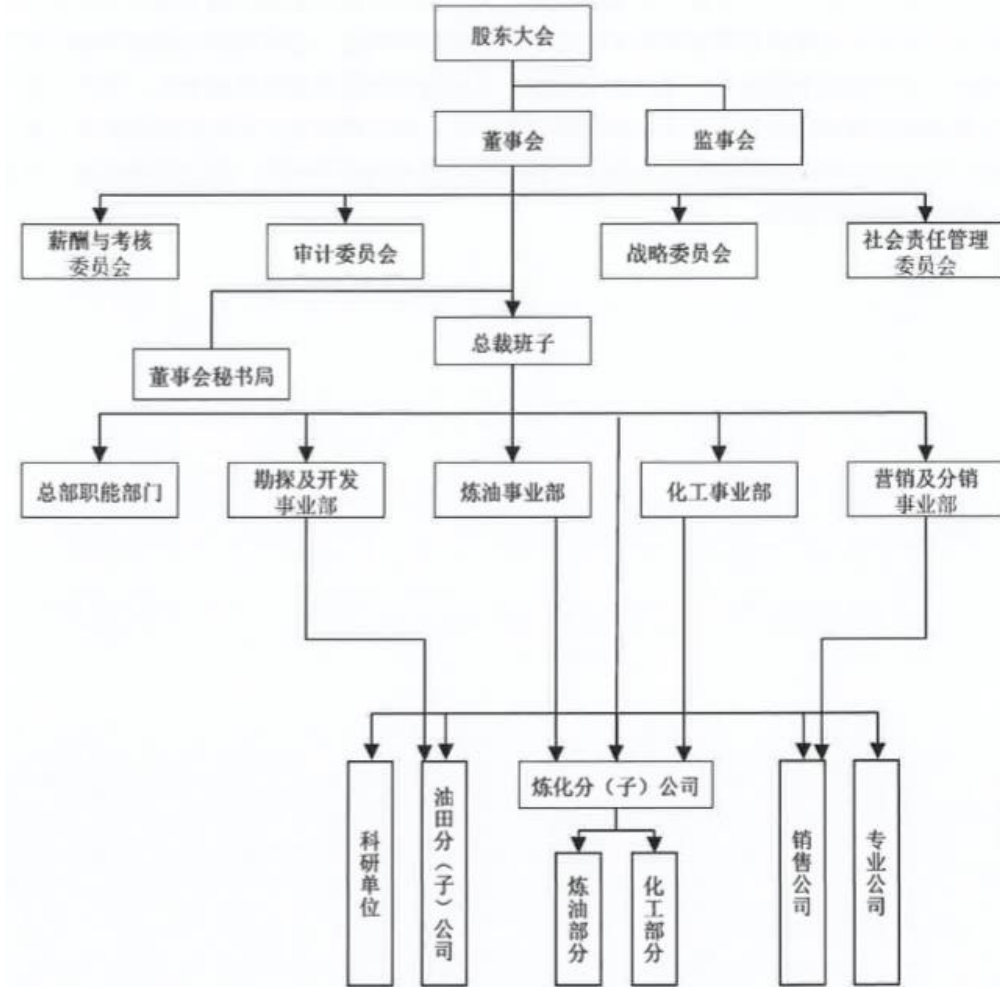 股东大会
董事会
监事会
薪酬与考核
委员会
审计委员会
战略委员会
社会责任管理
委员会
总裁班子
董事会秘书局
总部职能部门
勘探及开发
事业部
炼油事业部
化工事业部
营销及分销
事业部
科研单位
油田分（子）公司
炼化分（子）公司
炼油部分
化工部分
销售公司
专业公司